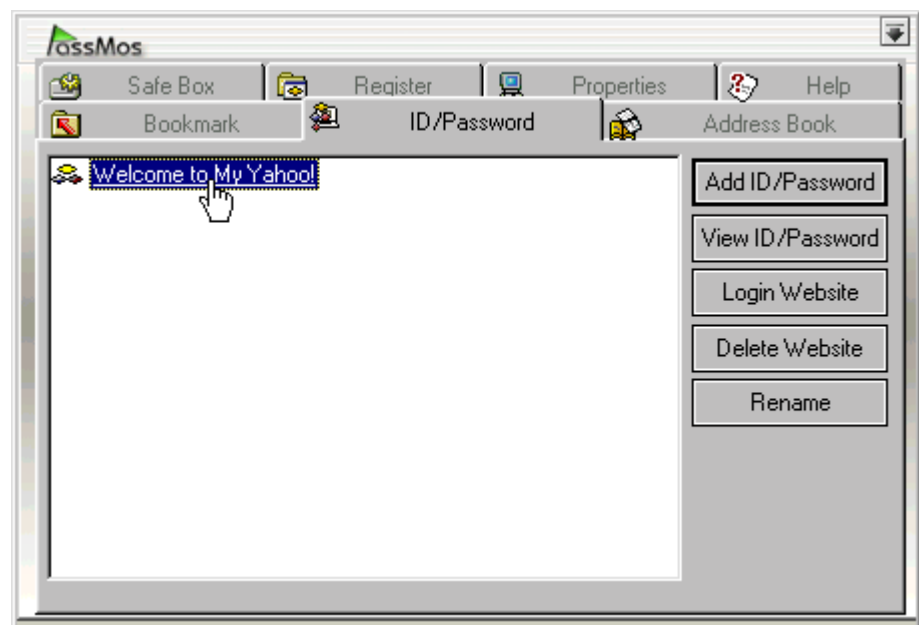 PassMos
Safe Box Register Properties Help
Bookmark ID/Password Address Book
Welcome to My Yahoo!
Add ID/Password
View ID/Password
Login Website
Delete Website
Rename